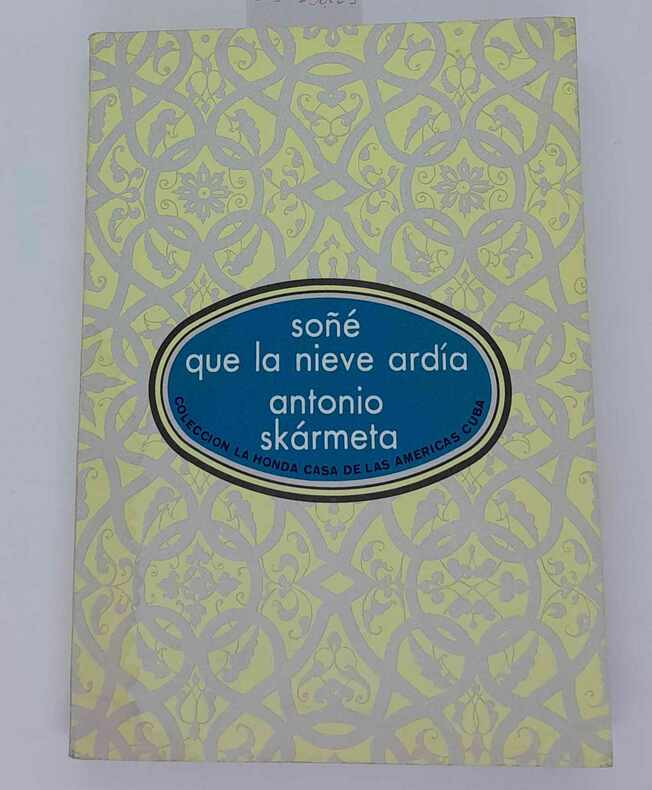 soñé
que la nieve ardía
antonio
skármeta
COLECCION LA HONDA CASA DE LAS AMERICAS CUBA